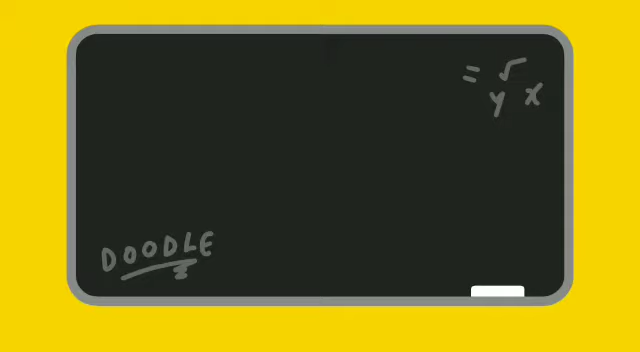 = √
y x
DOODLE